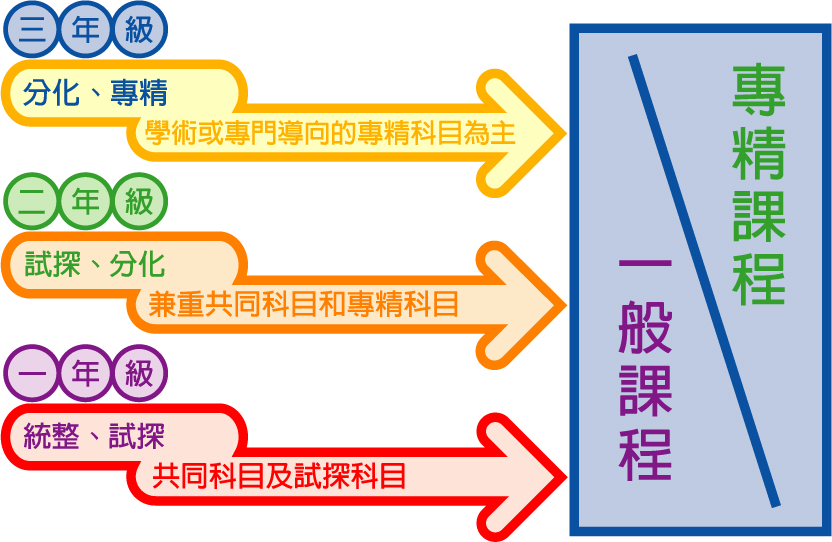 三年級
分化、專精
學術或專門導向的專精科目為主
二年級
試探、分化
兼重共同科目和專精科目
一年級
統整、試探
共同科目及試探科目
專精課程
一般課程